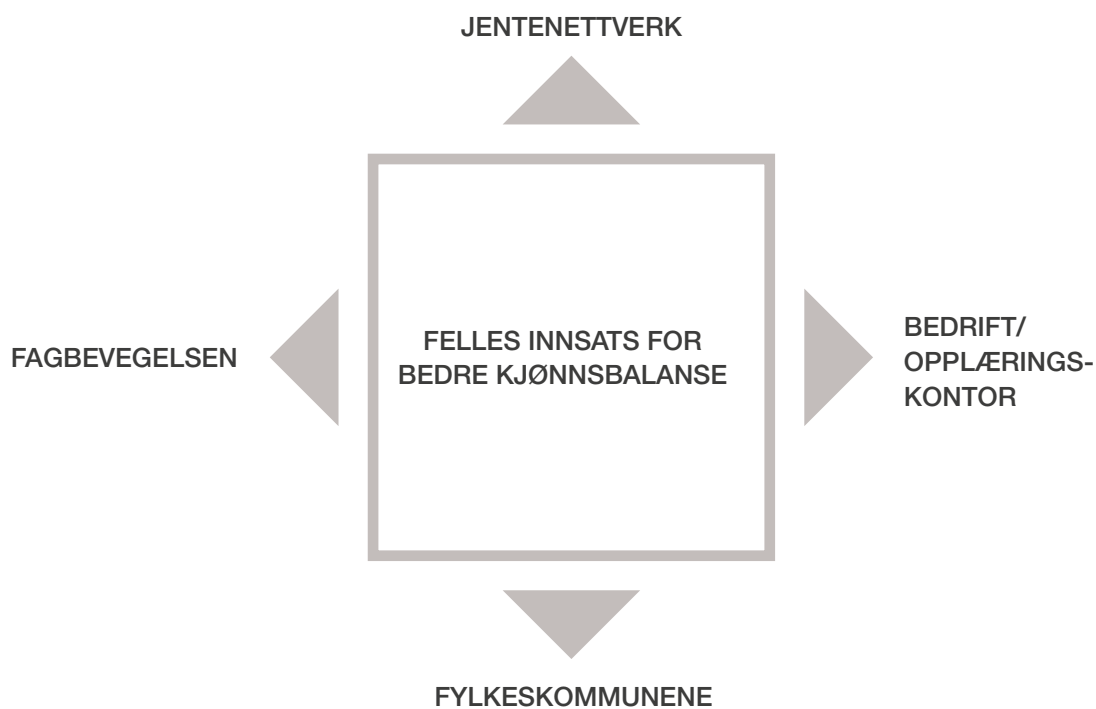 JENTENETTVERK
FAGBEVEGELSEN
FELLES INNSATS FOR
BEDRE KJØNNSBALANSE
BEDRIFT/
OPPLÆRINGS-
KONTOR
FYLKESKOMMUNENE